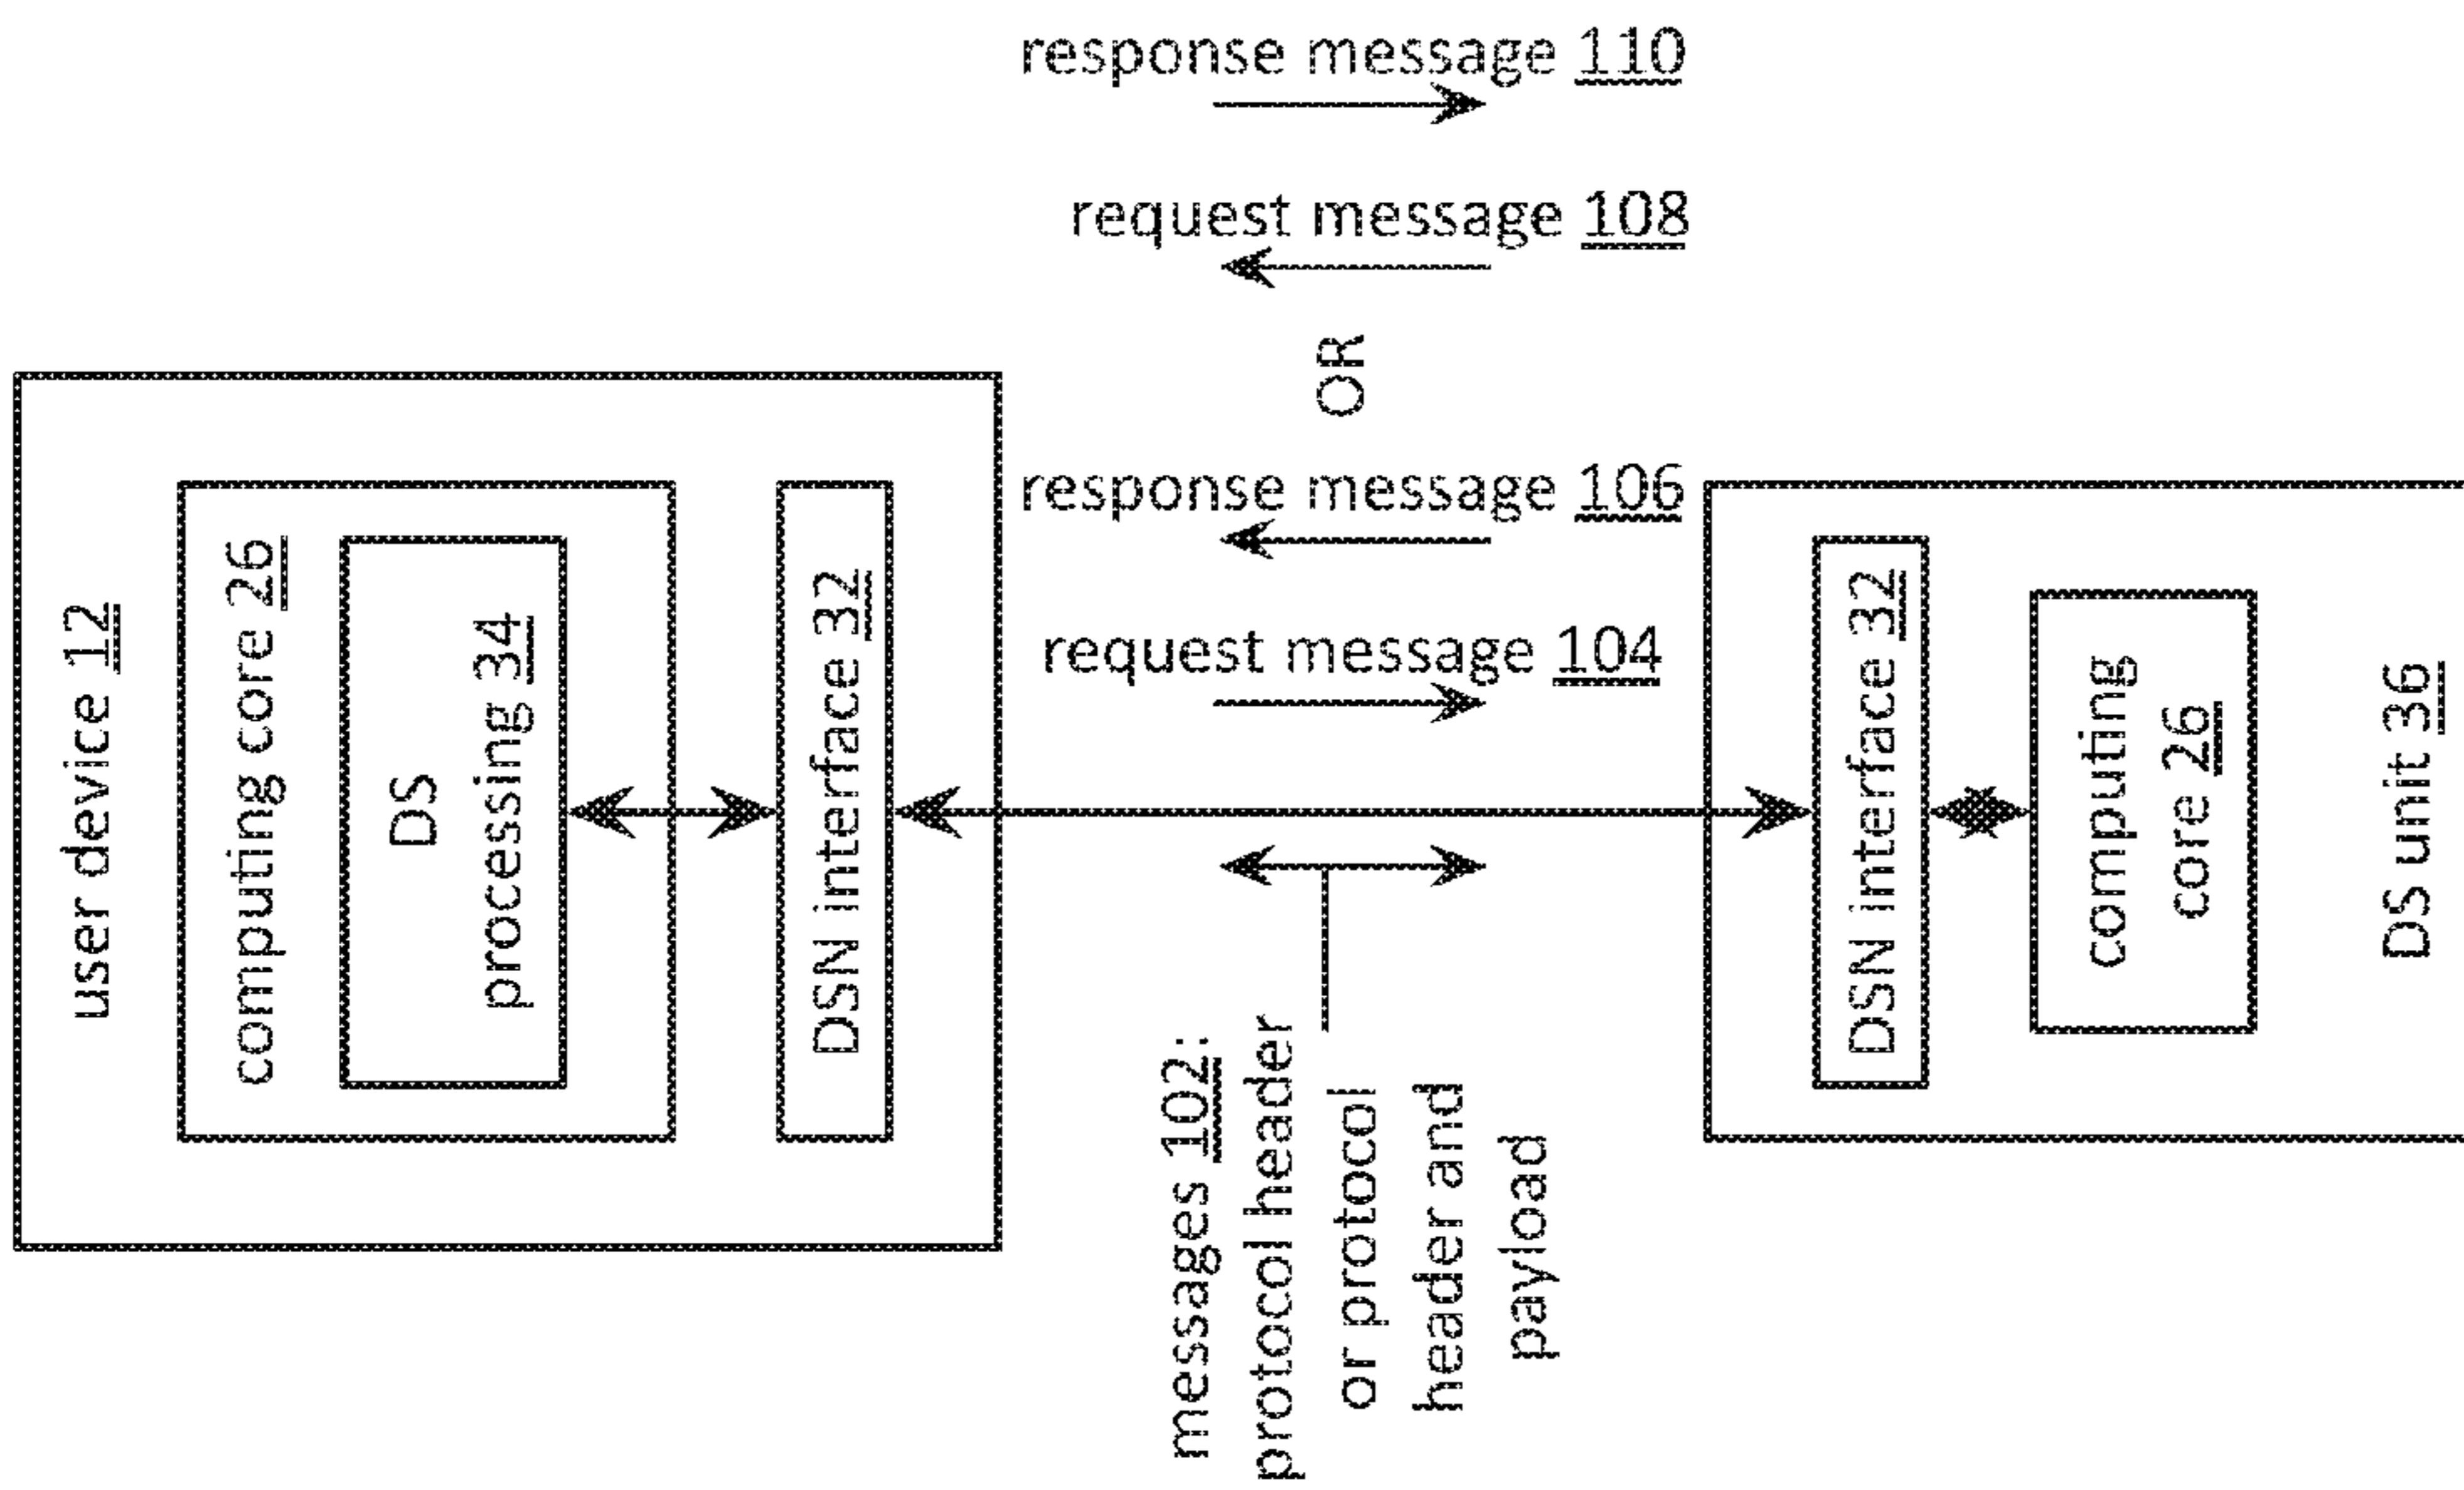 response message 110
request message 108
OR
response message 106
request message 104
user device 12
computing core 26
DS
processing 34
DSN interface 32
messages 102:
protocol header
or protocol
header and
payload
DSN interface 32
computing
core 26
DS unit 36